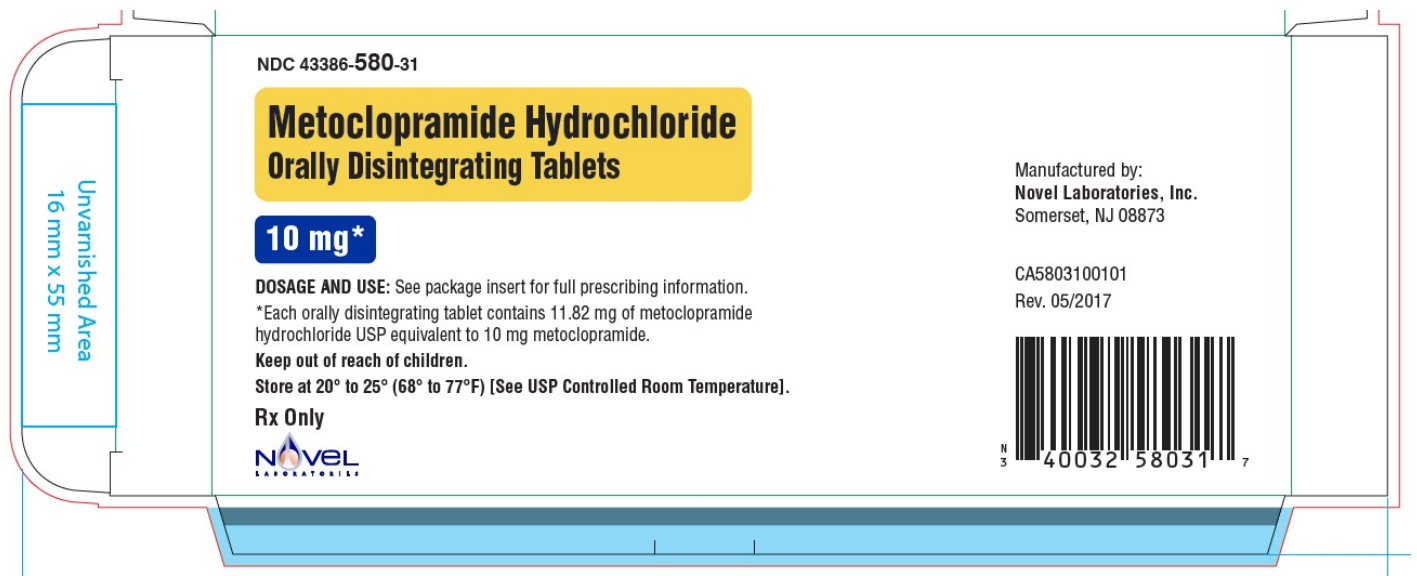 NDC 43386-580-31
Metoclopramide Hydrochloride
Orally Disintegrating Tablets
10 mg*
DOSAGE AND USE: See package insert for full prescribing information.
*Each orally disintegrating tablet contains 11.82 mg of metoclopramide
hydrochloride USP equivalent to 10 mg metoclopramide.
Keep out of reach of children.
Store at 20° to 25° (68° to 77°F) [See USP Controlled Room Temperature].
Rx Only
NOVEL
LABORATORIES
Manufactured by:
Novel Laboratories, Inc.
Somerset, NJ 08873
CA5803100101
Rev. 05/2017
N
3 40032 58031 7
Unvarnished Area
16 mm x 55 mm